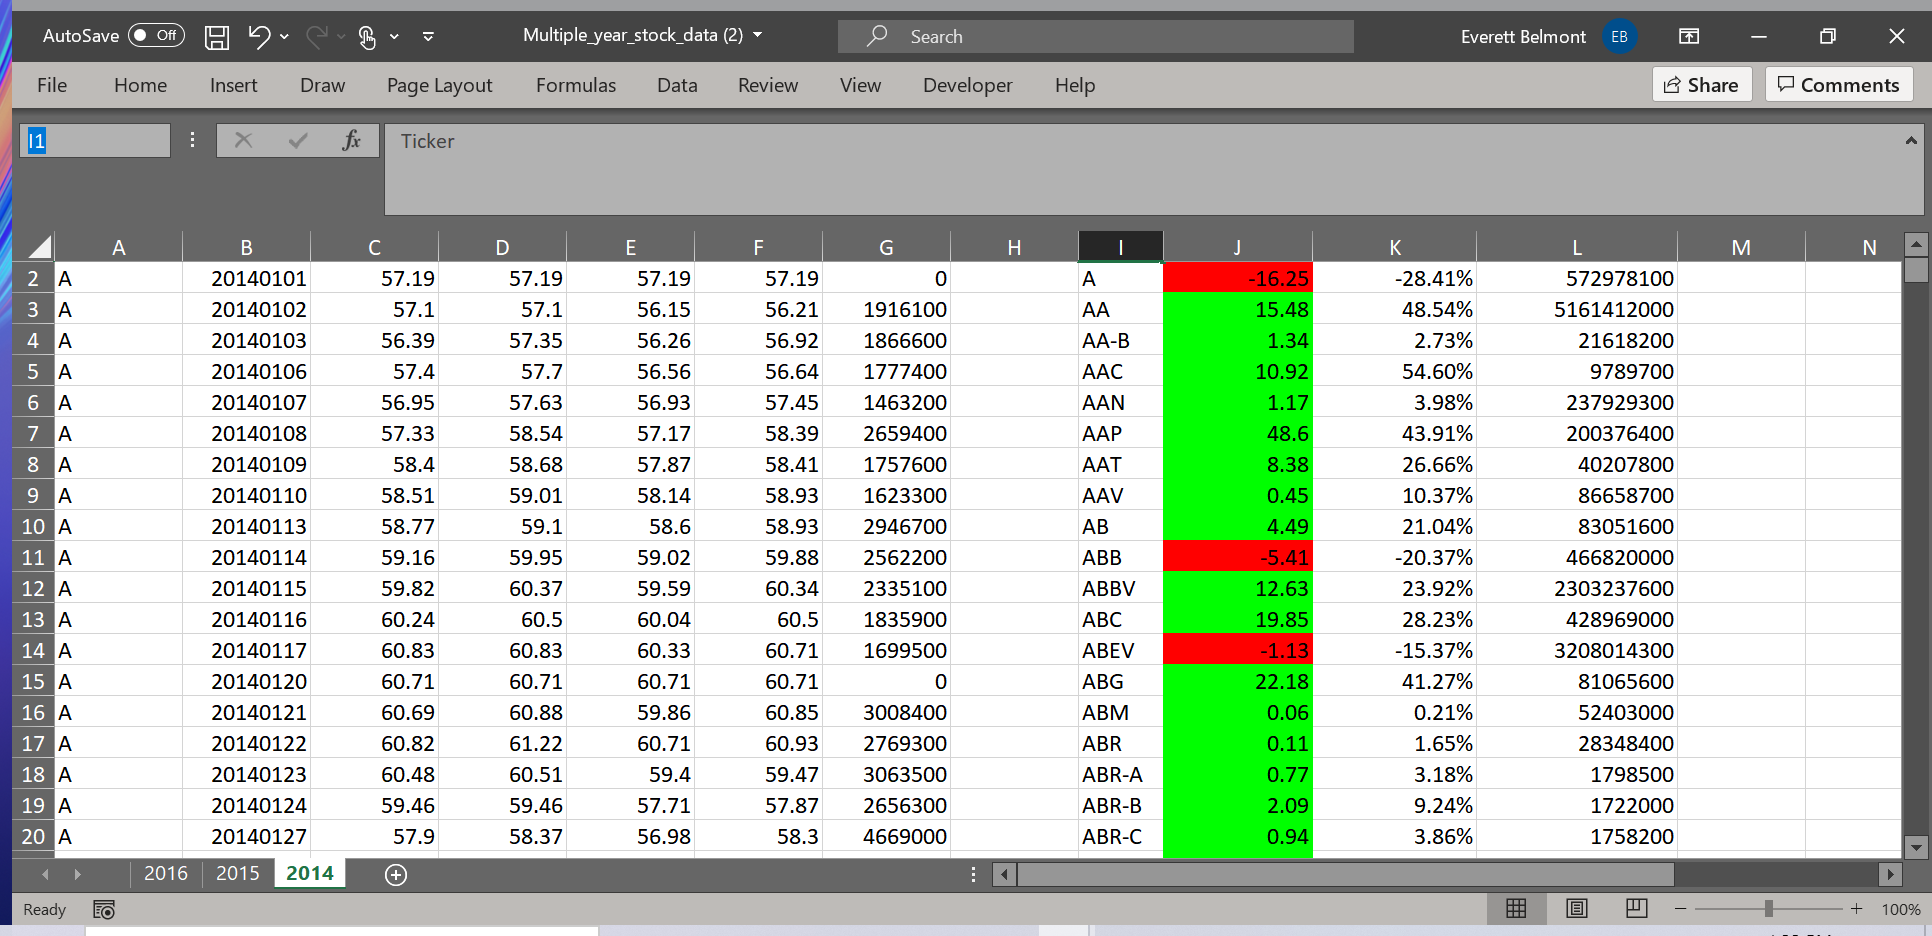 AutoSave Off Multiple_year_stock_data (2) Search Everett Belmont EB
File Home Insert Draw Page Layout Formulas Data Review View Developer Help Share Comments
I1 fx Ticker
A B C D E F G H I J K L M N
2 A 20140101 57.19 57.19 57.19 57.19 0 A -16.25 -28.41% 572978100
3 A 20140102 57.1 57.1 56.15 56.21 1916100 AA 15.48 48.54% 5161412000
4 A 20140103 56.39 57.35 56.26 56.92 1866600 AA-B 1.34 2.73% 21618200
5 A 20140106 57.4 57.7 56.56 56.64 1777400 AAC 10.92 54.60% 9789700
6 A 20140107 56.95 57.63 56.93 57.45 1463200 AAN 1.17 3.98% 237929300
7 A 20140108 57.33 58.54 57.17 58.39 2659400 AAP 48.6 43.91% 200376400
8 A 20140109 58.4 58.68 57.87 58.41 1757600 AAT 8.38 26.66% 40207800
9 A 20140110 58.51 59.01 58.14 58.93 1623300 AAV 0.45 10.37% 86658700
10 A 20140113 58.77 59.1 58.6 58.93 2946700 AB 4.49 21.04% 83051600
11 A 20140114 59.16 59.95 59.02 59.88 2562200 ABB -5.41 -20.37% 466820000
12 A 20140115 59.82 60.37 59.59 60.34 2335100 ABBV 12.63 23.92% 2303237600
13 A 20140116 60.24 60.5 60.04 60.5 1835900 ABC 19.85 28.23% 428969000
14 A 20140117 60.83 60.83 60.33 60.71 1699500 ABEV -1.13 -15.37% 3208014300
15 A 20140120 60.71 60.71 60.71 60.71 0 ABG 22.18 41.27% 81065600
16 A 20140121 60.69 60.88 59.86 60.85 3008400 ABM 0.06 0.21% 52403000
17 A 20140122 60.82 61.22 60.71 60.93 2769300 ABR 0.11 1.65% 28348400
18 A 20140123 60.48 60.51 59.4 59.47 3063500 ABR-A 0.77 3.18% 1798500
19 A 20140124 59.46 59.46 57.71 57.87 2656300 ABR-B 2.09 9.24% 1722000
20 A 20140127 57.9 58.37 56.98 58.3 4669000 ABR-C 0.94 3.86% 1758200
2016 2015 2014
Ready 100%